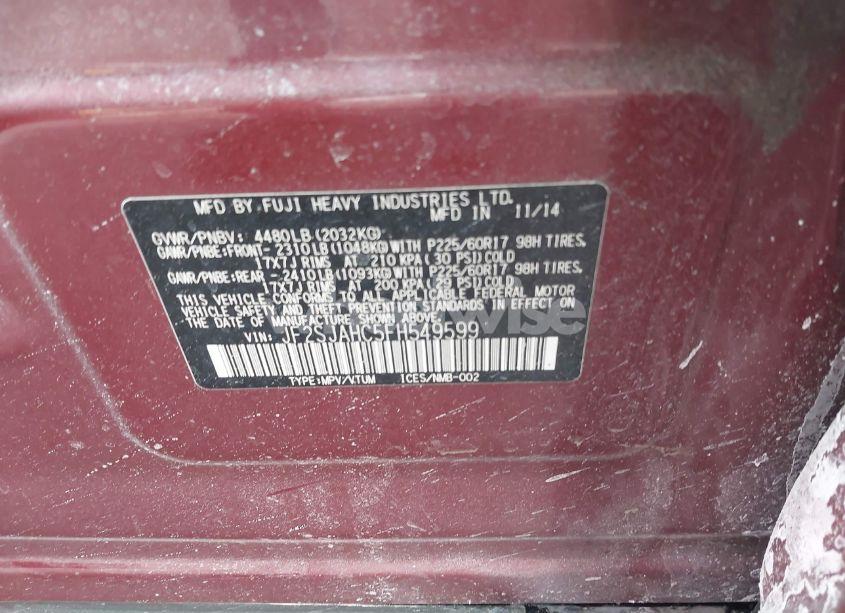 MFD BY FUJI HEAVY INDUSTRIES LTD.
MFD IN 11/14
GVWR/PNBV: 4480LB(2032KG)
GAWR/PNBE:FRONT- 2310LB(1048KG)WITH P225/60R17 98H TIRES.
17X7J RIMS AT 210 KPA(30 PSI)COLD
GAWR/PNBE:REAR -2410LB(1093KG)WITH P225/60R17 98H TIRES.
17X7J RIMS AT 200 KPA(29 PSI)COLD
THIS VEHICLE CONFORMS TO ALL APPLICABLE FEDERAL MOTOR
VEHICLE SAFETY AND THEFT PREVENTION STANDARDS IN EFFECT ON
THE DATE OF MANUFACTURE SHOWN ABOVE.
VIN: JF2SJAHC5FH549599
TYPE:MPV/V.TUM ICES/NMB-002